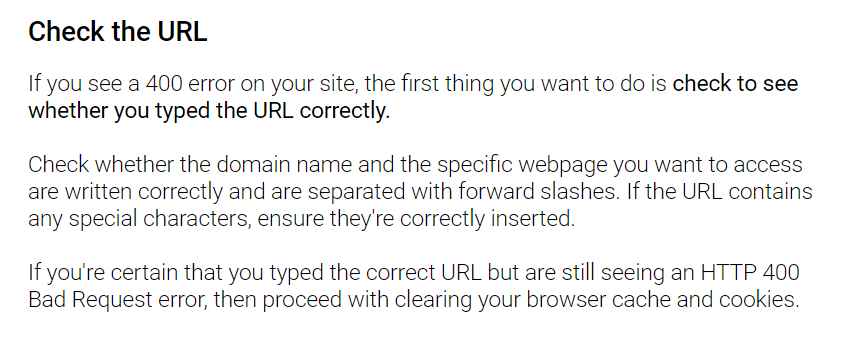 Check the URL
If you see a 400 error on your site, the first thing you want to do is check to see
whether you typed the URL correctly.
Check whether the domain name and the specific webpage you want to access
are written correctly and are separated with forward slashes. If the URL contains
any special characters, ensure they're correctly inserted.
If you're certain that you typed the correct URL but are still seeing an HTTP 400
Bad Request error, then proceed with clearing your browser cache and cookies.